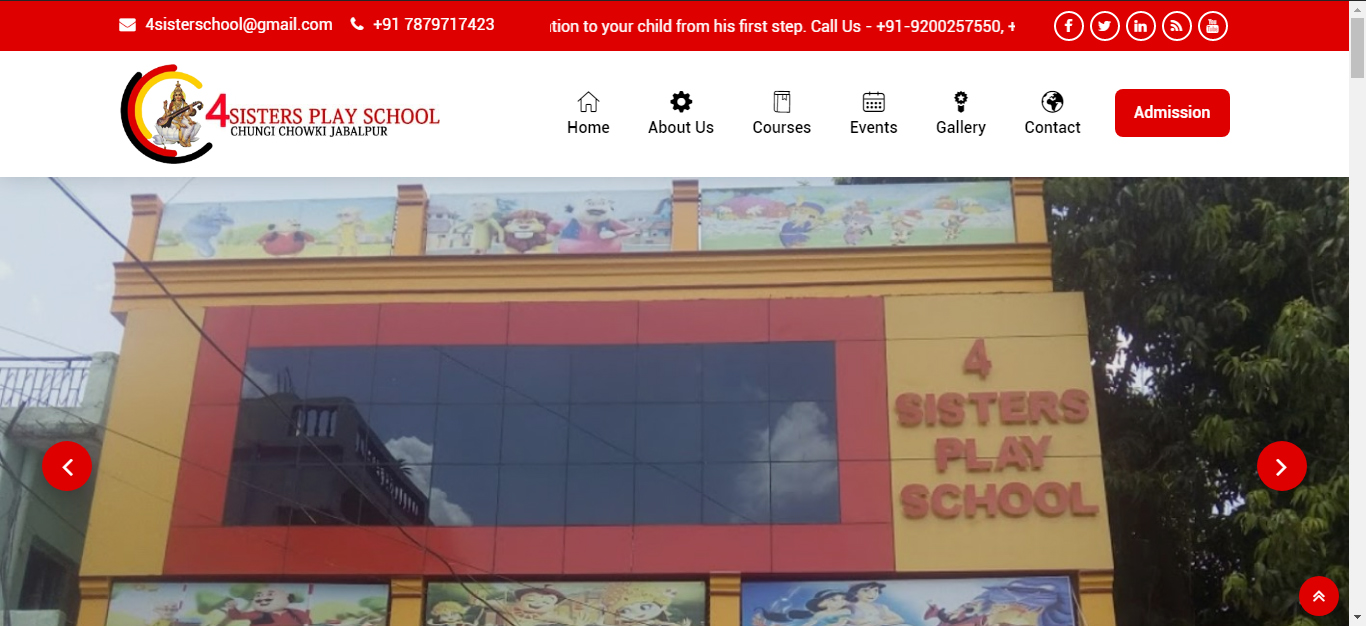 4sisterschool@gmail.com +91 7879717423 tion to your child from his first step. Call Us - +91-9200257550, +
4SISTERS PLAY SCHOOL
CHUNGI CHOWKI JABALPUR
Home About Us Courses Events Gallery Contact Admission
4
SISTERS
PLAY
SCHOOL